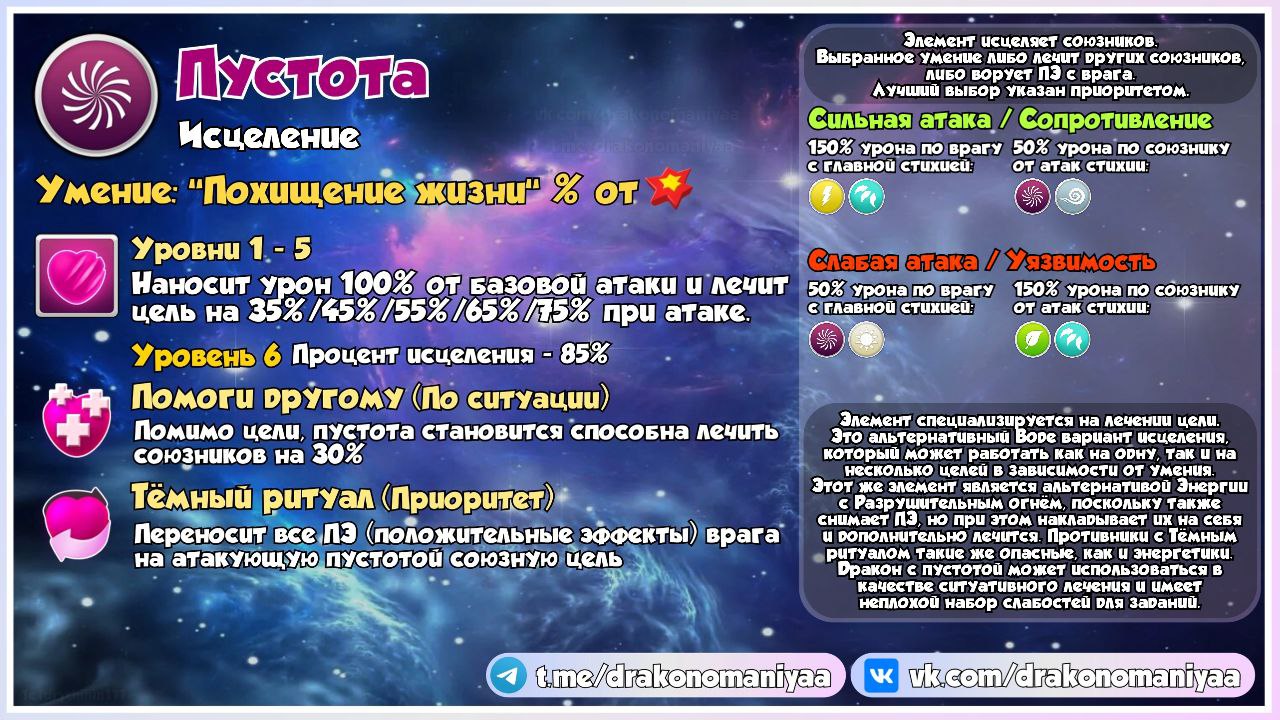 Пустота
Исцеление
Умение: "Похищение жизни" % от
Уровни 1 - 5
Наносит урон 100% от базовой атаки и лечит
цель на 35%/45%/55%/65%/75% при атаке.
Уровень 6 Процент исцеления - 85%
Помоги другому (По ситуации)
Помимо цели, пустота становится способна лечить
союзников на 30%
Тёмный ритуал (Приоритет)
Переносит все ПЭ (положительные эффекты) врага
на атакующую пустотой союзную цель
Элемент исцеляет союзников.
Выбранное умение либо лечит других союзников,
либо ворует ПЭ с врага.
Лучший выбор указан приоритетом.
Сильная атака / Сопротивление
150% урона по врагу 50% урона по союзнику
с главной стихией: от атак стихии:
Слабая атака / Уязвимость
50% урона по врагу 150% урона по союзнику
с главной стихией: от атак стихии:
Элемент специализируется на лечении цели.
Это альтернативный Воде вариант исцеления,
который может работать как на одну, так и на
несколько целей в зависимости от умения.
Этот же элемент является альтернативой Энергии
с Разрушительным огнём, поскольку также
снимает ПЭ, но при этом накладывает их на себя
и дополнительно лечится. Противники с Тёмным
ритуалом такие же опасные, как и энергетики.
Дракон с пустотой может использоваться в
качестве ситуативного лечения и имеет
неплохой набор слабостей для заданий.
t.me/drakonomaniyaa
vk.com/drakonomaniyaa
vk.com/drakonomaniyaa
t.me/drakonomaniyaa